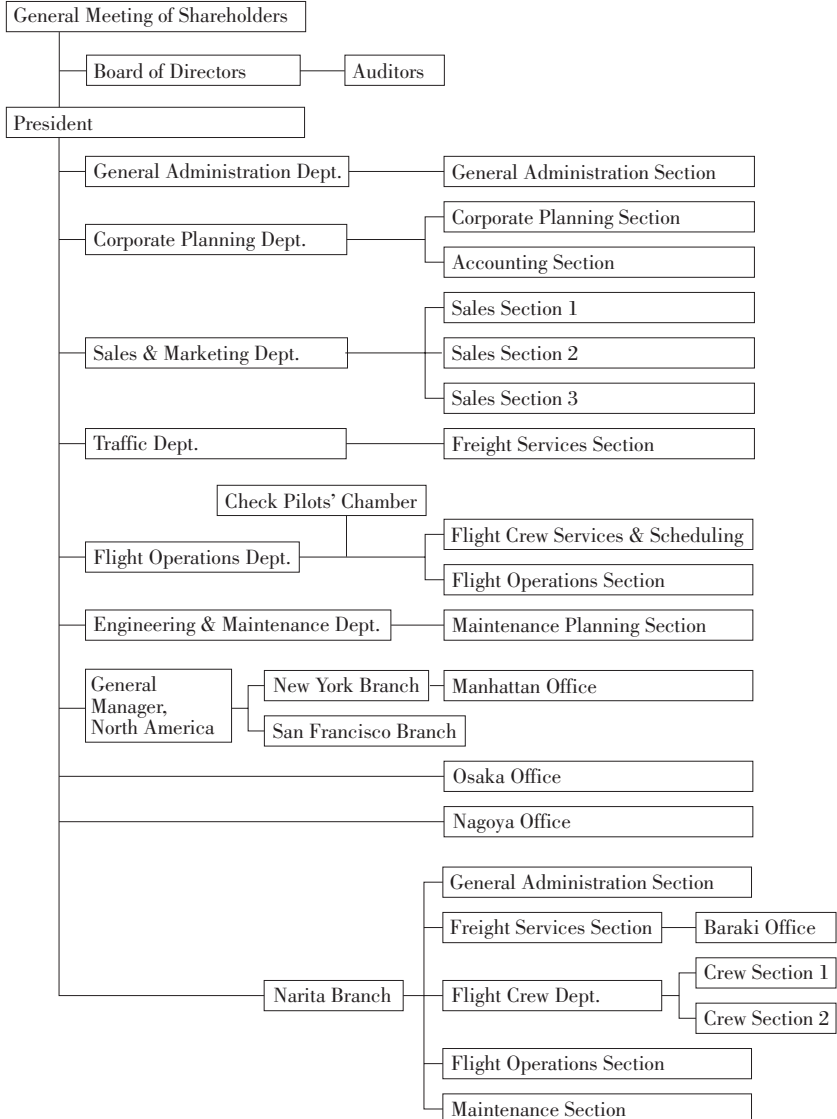 General Meeting of Shareholders
Board of Directors
Auditors
President
General Administration Dept.
General Administration Section
Corporate Planning Dept.
Corporate Planning Section
Accounting Section
Sales & Marketing Dept.
Sales Section 1
Sales Section 2
Sales Section 3
Traffic Dept.
Freight Services Section
Check Pilots’ Chamber
Flight Operations Dept.
Flight Crew Services & Scheduling
Flight Operations Section
Engineering & Maintenance Dept.
Maintenance Planning Section
General
Manager,
North America
New York Branch
Manhattan Office
San Francisco Branch
Osaka Office
Nagoya Office
Narita Branch
General Administration Section
Freight Services Section
Baraki Office
Flight Crew Dept.
Crew Section 1
Crew Section 2
Flight Operations Section
Maintenance Section